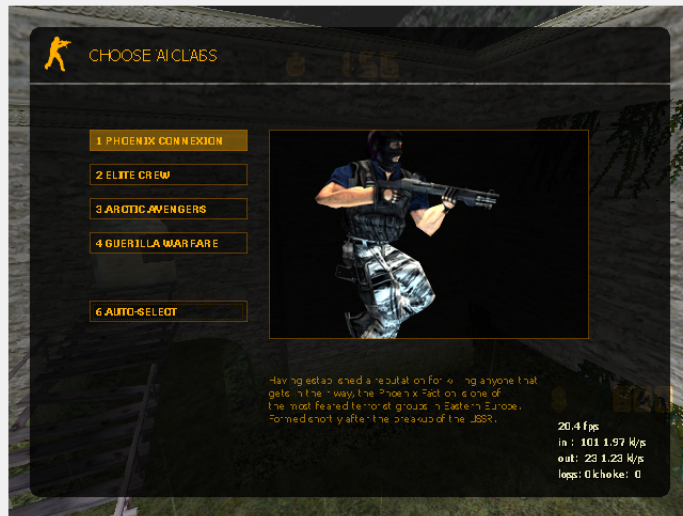 CHOOSE A CLASS
1 PHOENIX CONNEXION
2 ELITE CREW
3 ARCTIC AVENGERS
4 GUERILLA WARFARE
6 AUTO-SELECT
Having established a reputation for killing anyone that
gets in their way, the Phoenix Faction is one of
the most feared terrorist groups in Eastern Europe.
Formed shortly after the breakup of the USSR.
20.4 fps
in : 101 1.97 k/s
out: 23 1.23 k/s
loss: 0 choke: 0